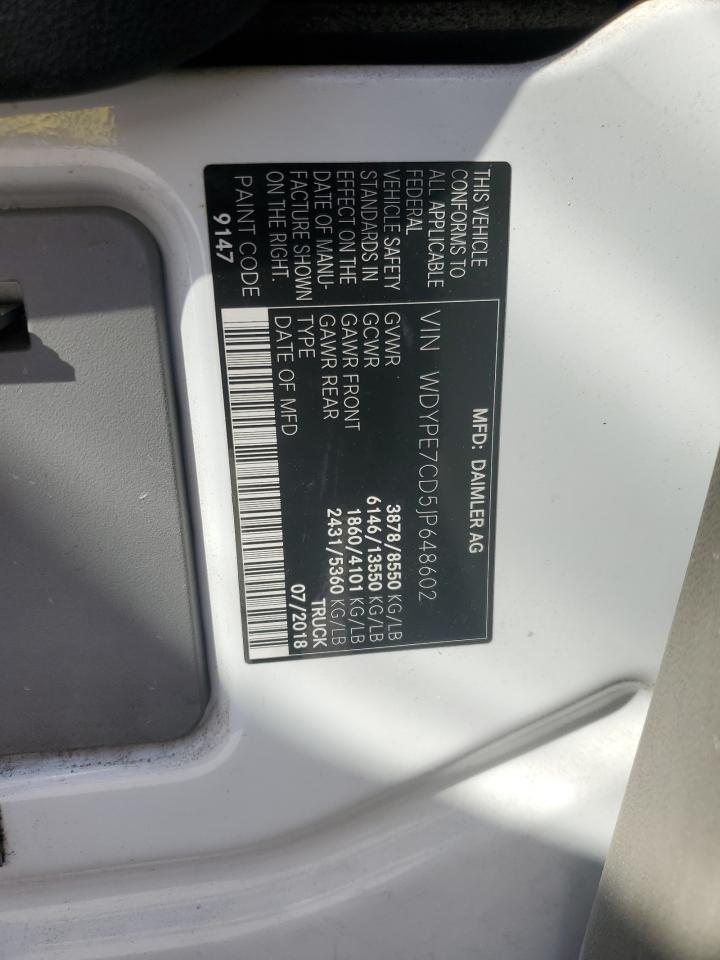 MFD: DAIMLER AG
VIN WDYPE7CD5JP648602
THIS VEHICLE
CONFORMS TO
ALL APPLICABLE
FEDERAL
VEHICLE SAFETY
STANDARDS IN
EFFECT ON THE
DATE OF MANU-
FACTURE SHOWN
ON THE RIGHT.
GVWR 3878/8550 KG/LB
GCWR 6146/13550 KG/LB
GAWR FRONT 1860/4101 KG/LB
GAWR REAR 2431/5360 KG/LB
TYPE TRUCK
DATE OF MFD 07/2018
PAINT CODE
9147